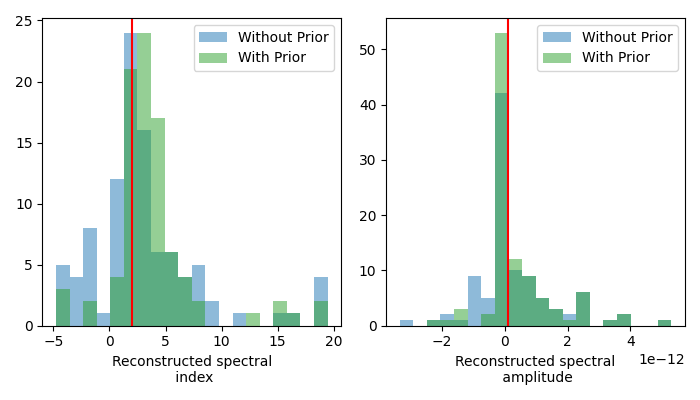 25
20
15
10
5
0
−5
0
5
10
15
20
Reconstructed spectral
index
Without Prior
With Prior
50
40
30
20
10
0
−2
0
2
4
1e−12
Reconstructed spectral
amplitude
Without Prior
With Prior